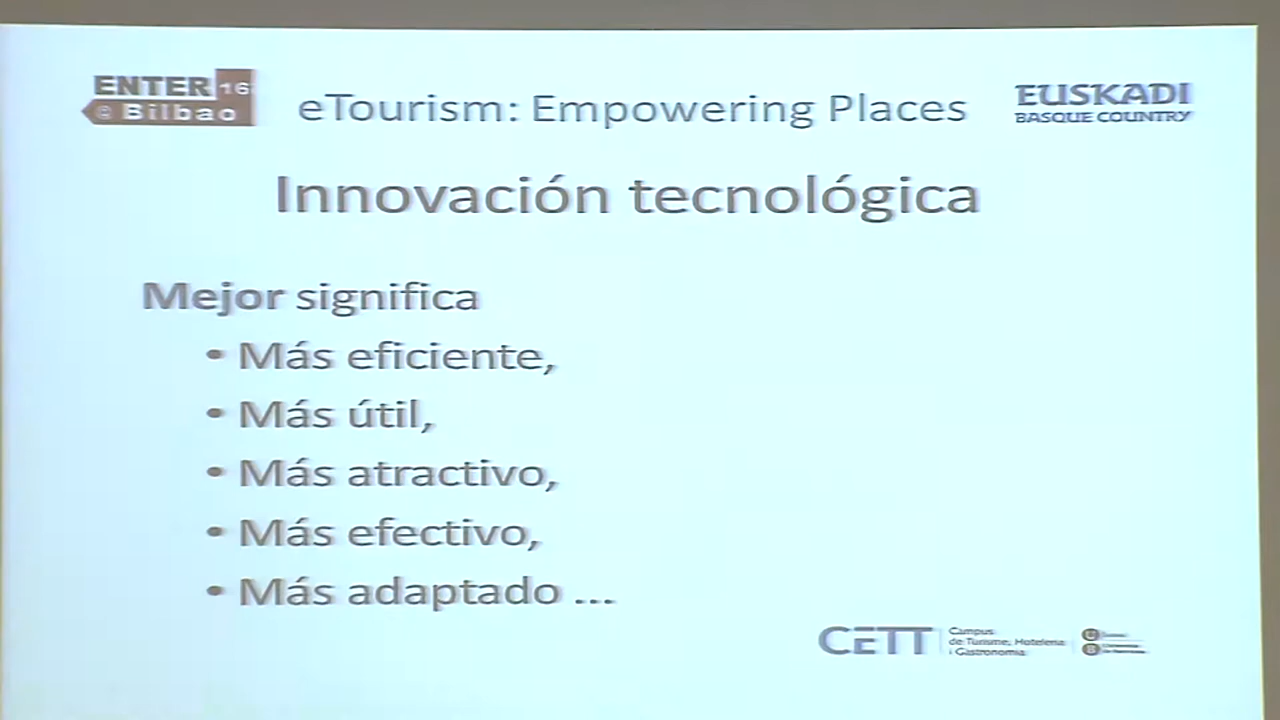 ENTER 16
@ Bilbao
eTourism: Empowering Places
EUSKADI
BASQUE COUNTRY
Innovación tecnológica
Mejor significa
• Más eficiente,
• Más útil,
• Más atractivo,
• Más efectivo,
• Más adaptado ...
CETT
Campus
de Turisme, Hoteleria
i Gastronomia